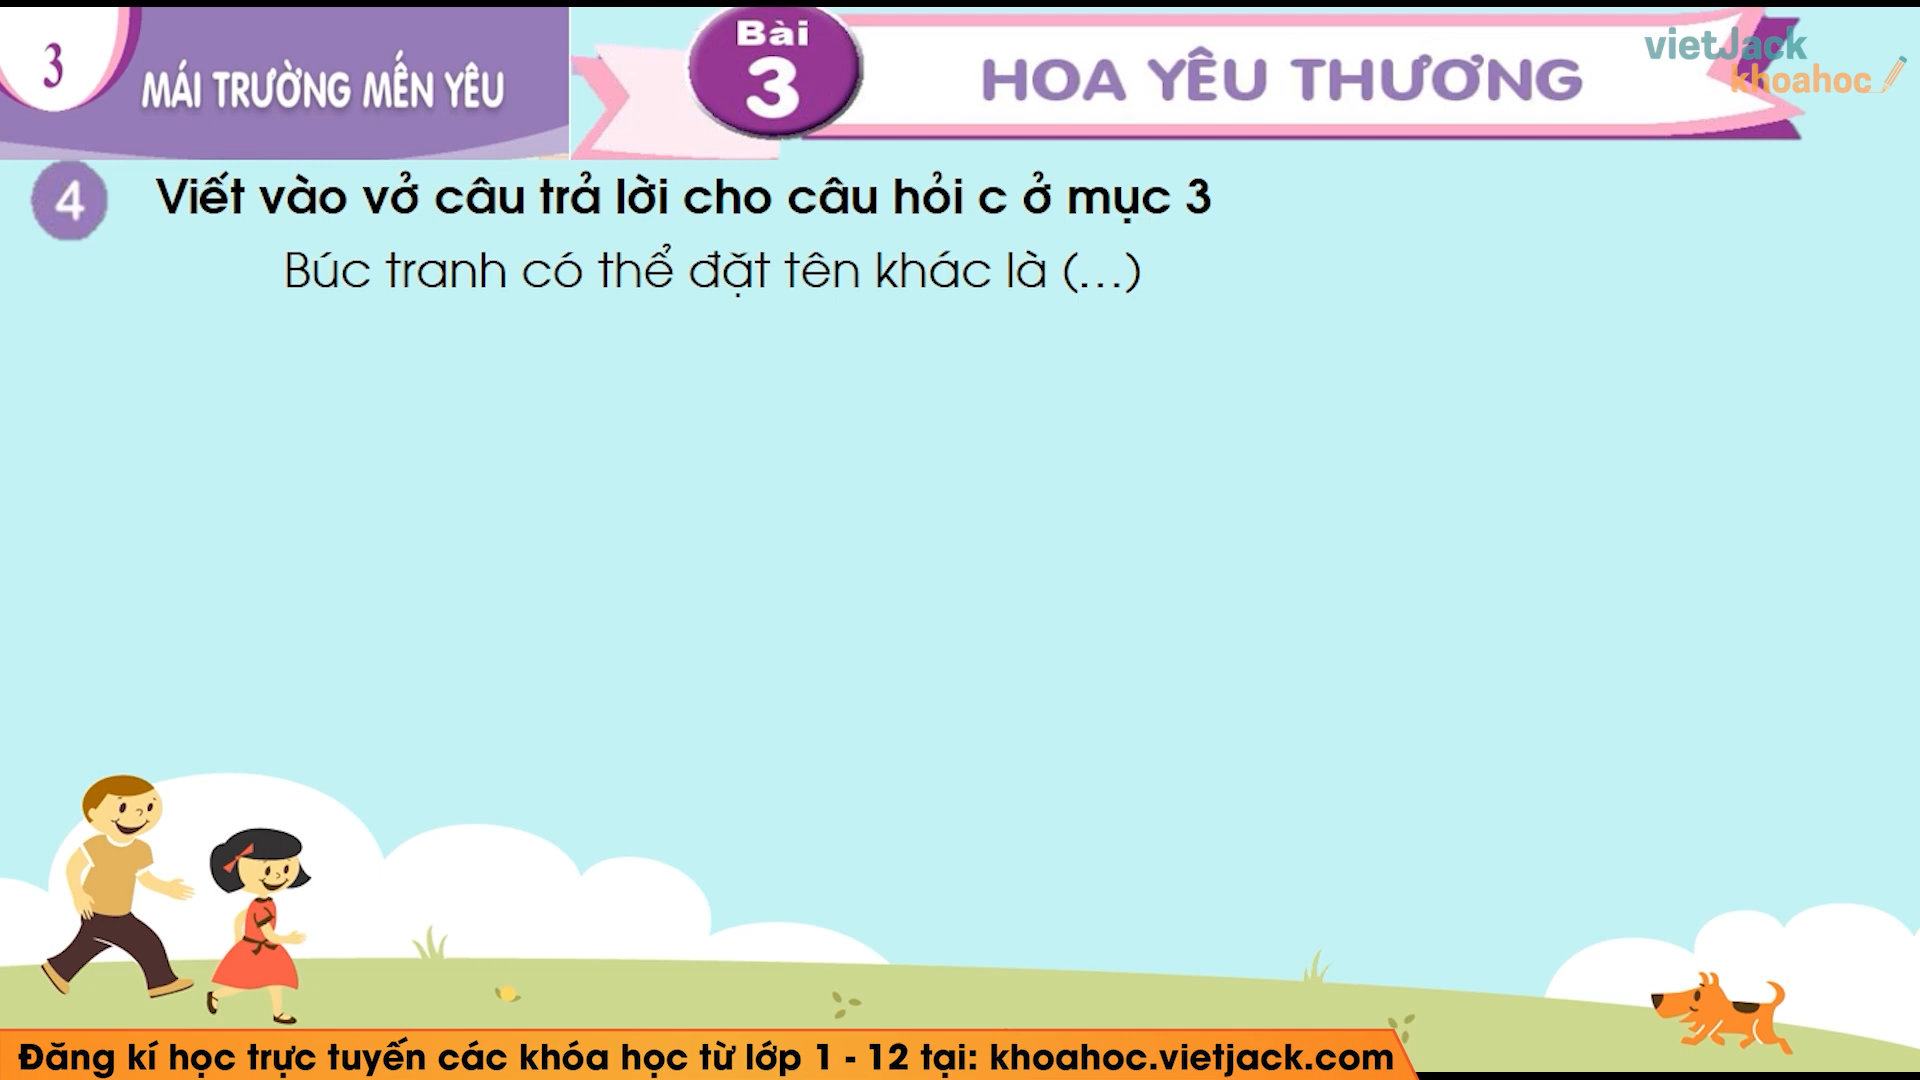 3
MÁI TRƯỜNG MẾN YÊU
Bài
3
HOA YÊU THƯƠNG
vietJack
khoahoc
4
Viết vào vở câu trả lời cho câu hỏi c ở mục 3
Búc tranh có thể đặt tên khác là (...)
Đăng kí học trực tuyến các khóa học từ lớp 1 - 12 tại: khoahoc.vietjack.com